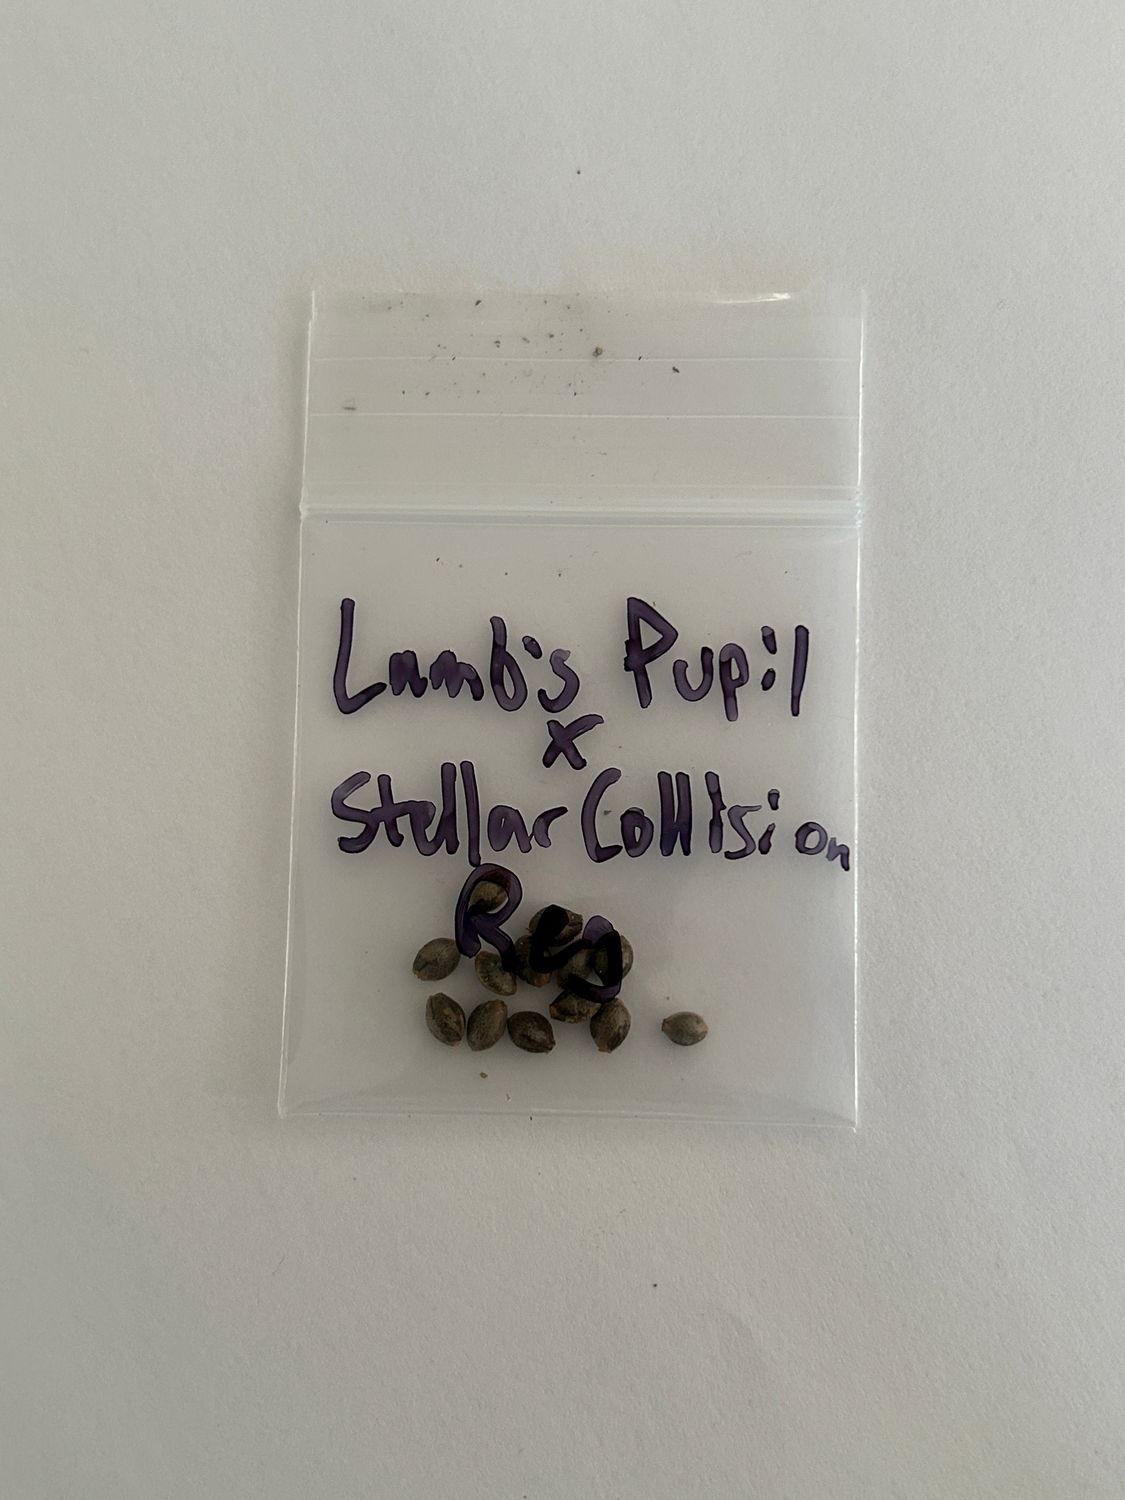 Lamb's Pupil
x
Stellar Collision
Reg